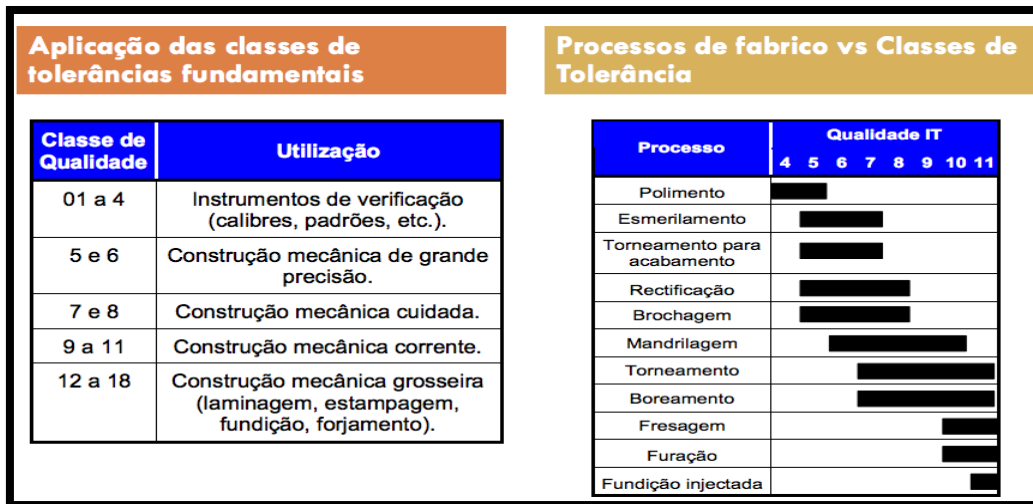 Aplicação das classes de
tolerâncias fundamentais
Classe de
Qualidade
Utilização
01 a 4
Instrumentos de verificação
(calibres, padrões, etc.).
5 e 6
Construção mecânica de grande
precisão.
7 e 8
Construção mecânica cuidada.
9 a 11
Construção mecânica corrente.
12 a 18
Construção mecânica grosseira
(laminagem, estampagem,
fundição, forjamento).
Processos de fabrico vs Classes de
Tolerância
Processo
Qualidade IT
4 5 6 7 8 9 10 11
Polimento
Esmerilamento
Torneamento para
acabamento
Rectificação
Brochagem
Mandrilagem
Torneamento
Boreamento
Fresagem
Furação
Fundição injectada